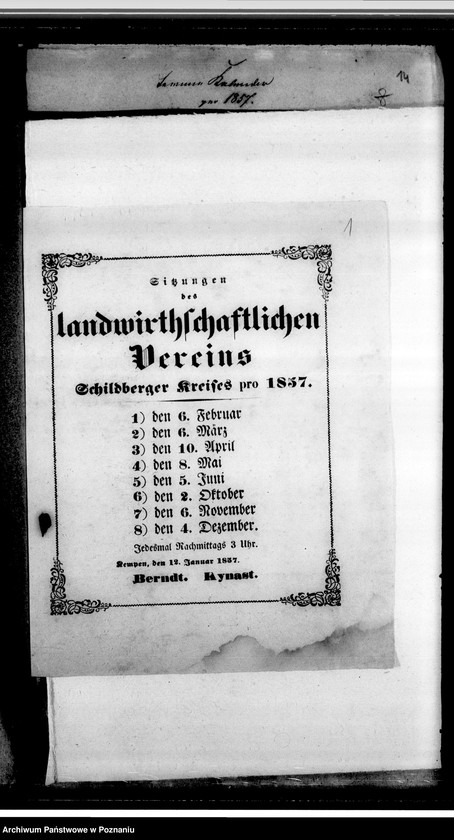 Termins Kalender
pro 1857.
14
1
Sitzungen
des
landwirthschaftlichen
Vereins
Schildberger Kreises pro 1857.
1) den 6. Februar
2) den 6. März
3) den 10. April
4) den 8. Mai
5) den 5. Juni
6) den 2. Oktober
7) den 6. November
8) den 4. Dezember.
Jedesmal Nachmittags 3 Uhr.
Kempen, den 12. Januar 1857.
Berndt. Kynast.
Archiwum Państwowe w Poznaniu